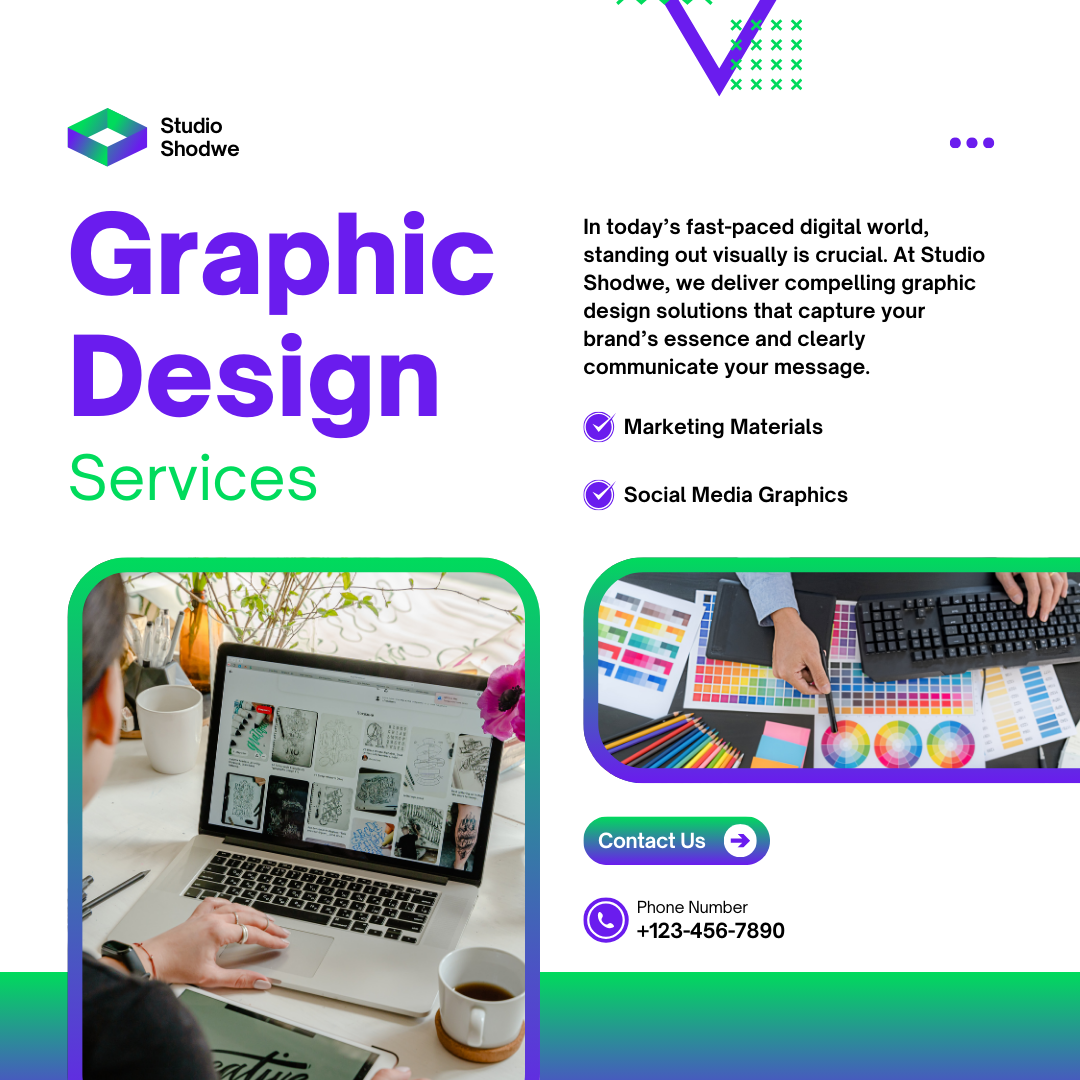 Studio
Shodwe
Graphic
Design
Services
In today’s fast-paced digital world,
standing out visually is crucial. At Studio
Shodwe, we deliver compelling graphic
design solutions that capture your
brand’s essence and clearly
communicate your message.
Marketing Materials
Social Media Graphics
Contact Us
Phone Number
+123-456-7890